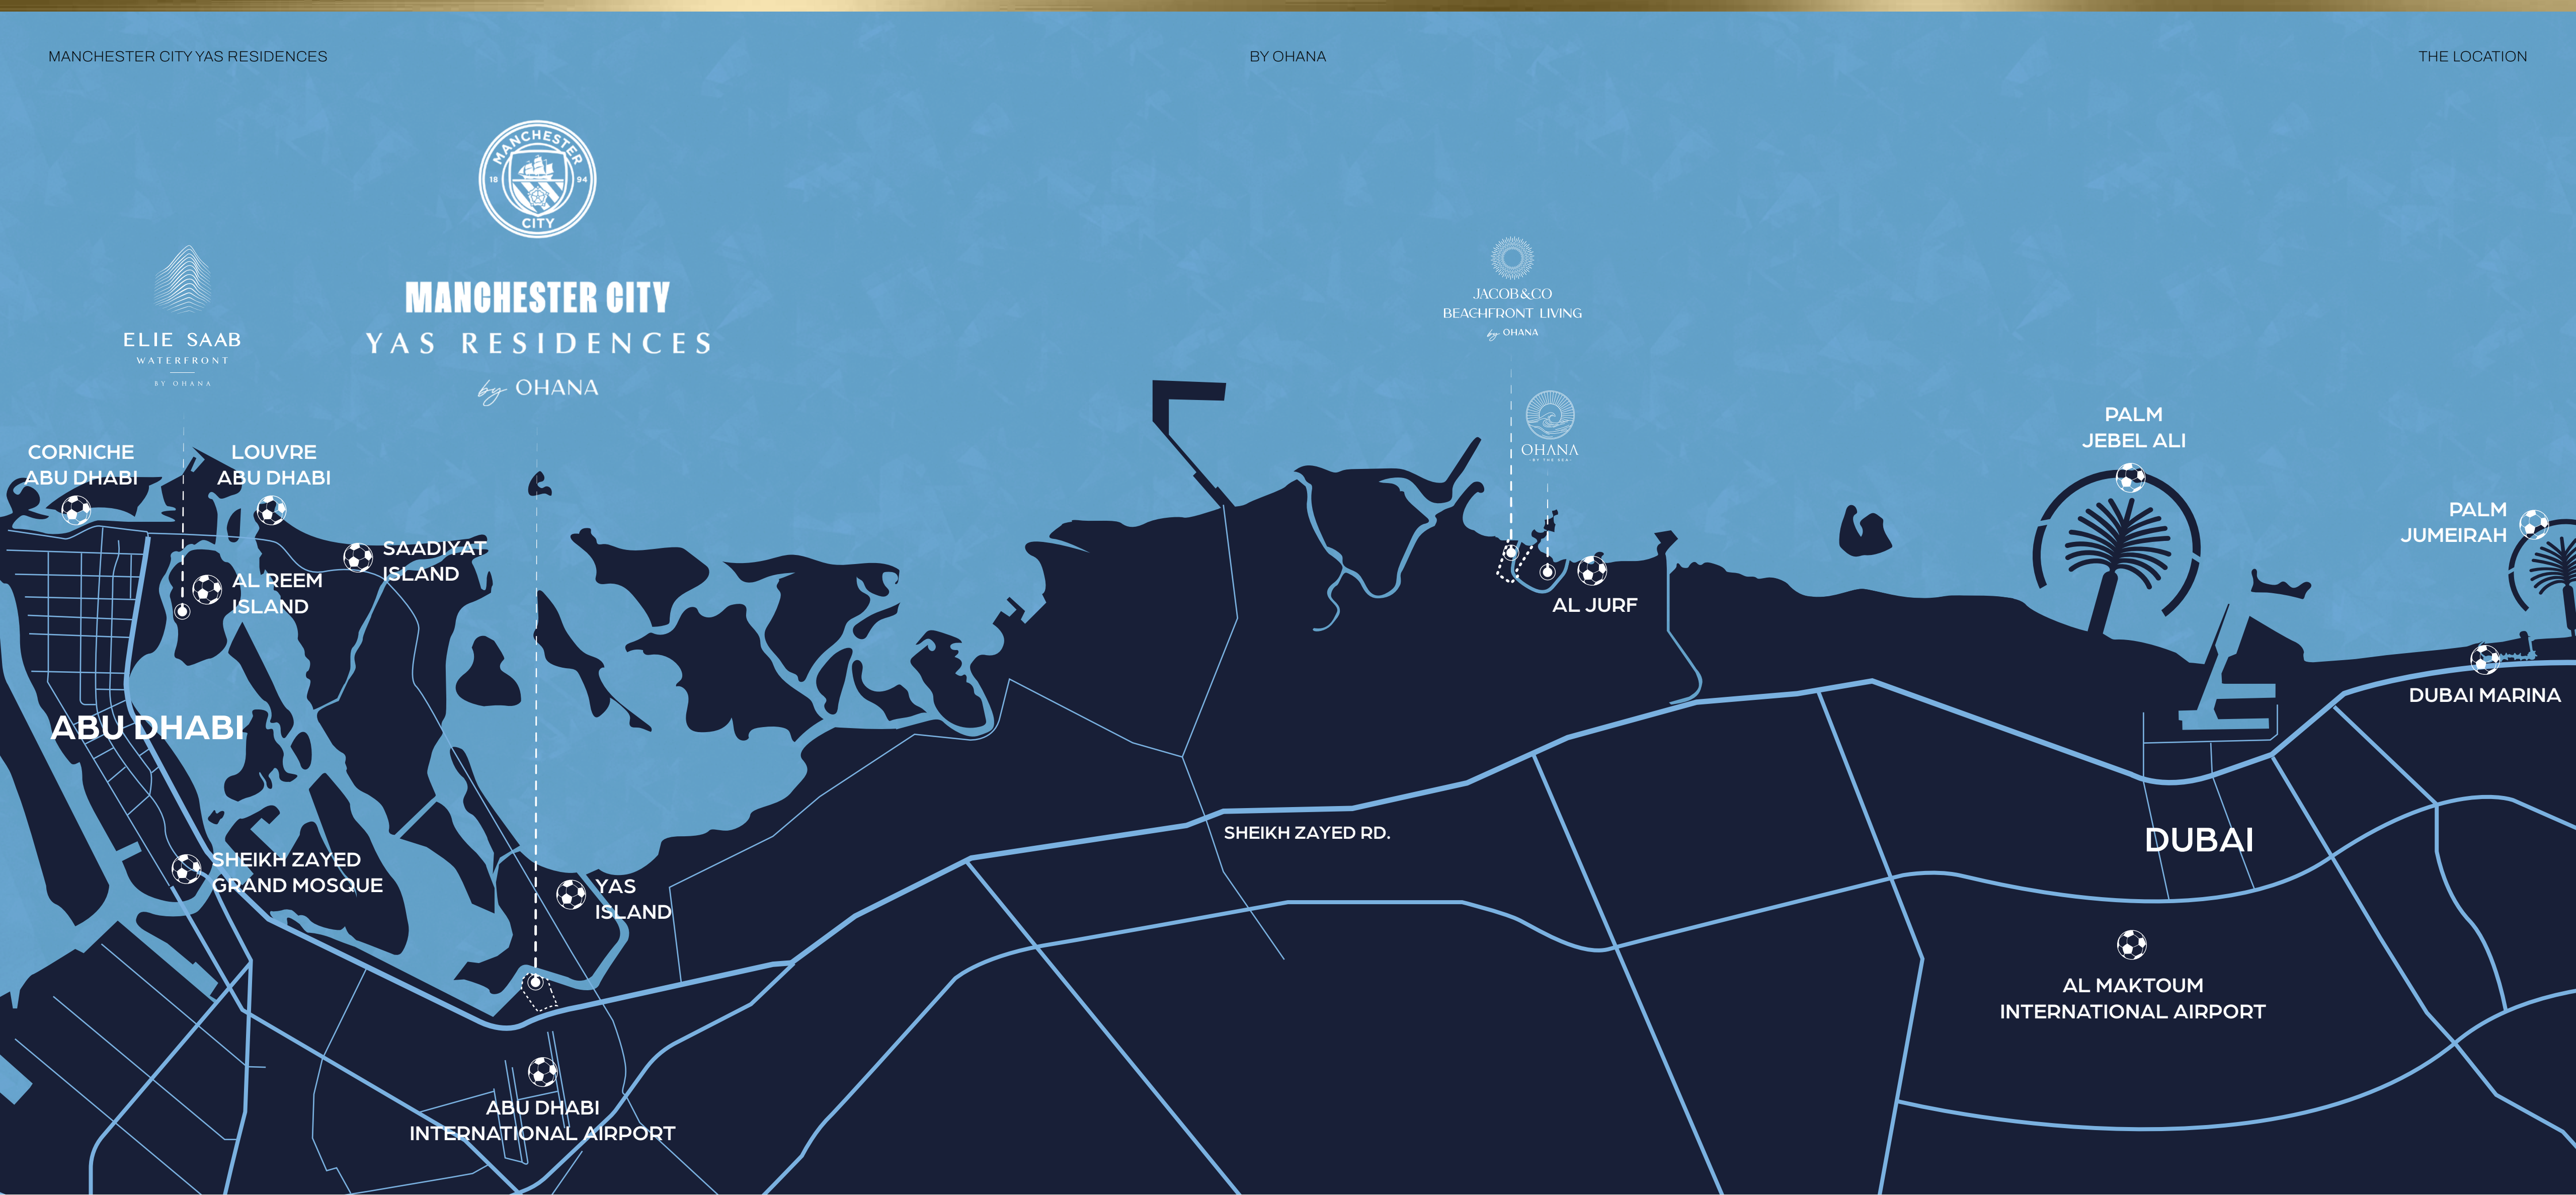 MANCHESTER CITY YAS RESIDENCES
BY OHANA
THE LOCATION
MANCHESTER
18 94
CITY
MANCHESTER CITY
YAS RESIDENCES
by OHANA
ELIE SAAB
WATERFRONT
BY OHANA
JACOB&CO
BEACHFRONT LIVING
by OHANA
OHANA
BY THE SEA
CORNICHE
ABU DHABI
LOUVRE
ABU DHABI
SAADIYAT
ISLAND
AL REEM
ISLAND
ABU DHABI
SHEIKH ZAYED
GRAND MOSQUE
YAS
ISLAND
ABU DHABI
INTERNATIONAL AIRPORT
SHEIKH ZAYED RD.
AL JURF
PALM
JEBEL ALI
PALM
JUMEIRAH
DUBAI MARINA
DUBAI
AL MAKTOUM
INTERNATIONAL AIRPORT